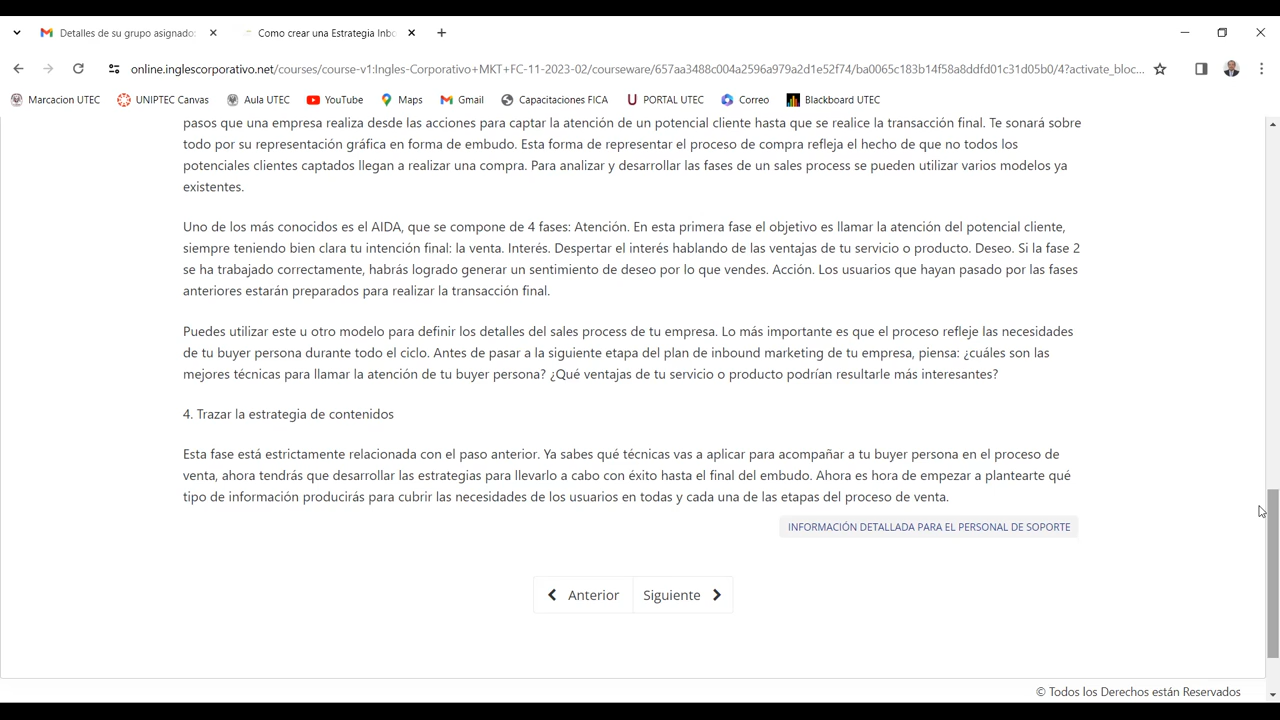 Detalles de su grupo asignado:
Como crear una Estrategia Inbo
online.inglescorporativo.net/courses/course-v1:Ingles-Corporativo+MKT+FC-11-2023-02/courseware/657aa3488c004a2596a979a2d1e52f74/ba0065c183b14f58a8ddfd01c31d05b0/4?activate_bloc...
Marcacion UTEC
UNIPTEC Canvas
Aula UTEC
YouTube
Maps
Gmail
Capacitaciones FICA
PORTAL UTEC
Correo
Blackboard UTEC
pasos que una empresa realiza desde las acciones para captar la atención de un potencial cliente hasta que se realice la transacción final. Te sonará sobre
todo por su representación gráfica en forma de embudo. Esta forma de representar el proceso de compra refleja el hecho de que no todos los
potenciales clientes captados llegan a realizar una compra. Para analizar y desarrollar las fases de un sales process se pueden utilizar varios modelos ya
existentes.
Uno de los más conocidos es el AIDA, que se compone de 4 fases: Atención. En esta primera fase el objetivo es llamar la atención del potencial cliente,
siempre teniendo bien clara tu intención final: la venta. Interés. Despertar el interés hablando de las ventajas de tu servicio o producto. Deseo. Si la fase 2
se ha trabajado correctamente, habrás logrado generar un sentimiento de deseo por lo que vendes. Acción. Los usuarios que hayan pasado por las fases
anteriores estarán preparados para realizar la transacción final.
Puedes utilizar este u otro modelo para definir los detalles del sales process de tu empresa. Lo más importante es que el proceso refleje las necesidades
de tu buyer persona durante todo el ciclo. Antes de pasar a la siguiente etapa del plan de inbound marketing de tu empresa, piensa: ¿cuáles son las
mejores técnicas para llamar la atención de tu buyer persona? ¿Qué ventajas de tu servicio o producto podrían resultarle más interesantes?
4. Trazar la estrategia de contenidos
Esta fase está estrictamente relacionada con el paso anterior. Ya sabes qué técnicas vas a aplicar para acompañar a tu buyer persona en el proceso de
venta, ahora tendrás que desarrollar las estrategias para llevarlo a cabo con éxito hasta el final del embudo. Ahora es hora de empezar a plantearte qué
tipo de información producirás para cubrir las necesidades de los usuarios en todas y cada una de las etapas del proceso de venta.
INFORMACIÓN DETALLADA PARA EL PERSONAL DE SOPORTE
Anterior
Siguiente
© Todos los Derechos están Reservados